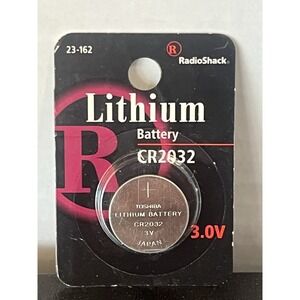 23-162
R
RadioShack®
Lithium
Battery
CR2032
R
+
TOSHIBA
LITHIUM BATTERY
CR2032
3V
JAPAN
3.0V